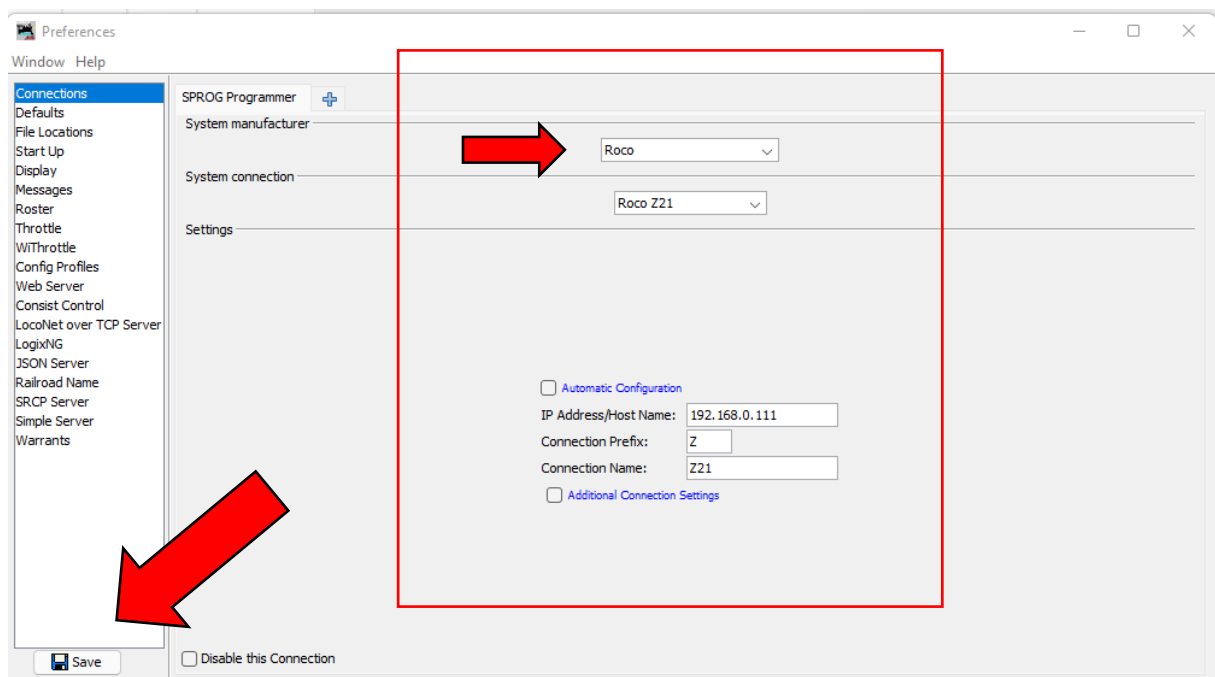 Preferences
Window Help
Connections
Defaults
File Locations
Start Up
Display
Messages
Roster
Throttle
WiThrottle
Config Profiles
Web Server
Consist Control
LocoNet over TCP Server
LogixNG
JSON Server
Railroad Name
SRCP Server
Simple Server
Warrants
Save
SPROG Programmer
System manufacturer
Roco
System connection
Roco Z21
Settings
Automatic Configuration
IP Address/Host Name: 192.168.0.111
Connection Prefix: Z
Connection Name: Z21
Additional Connection Settings
Disable this Connection